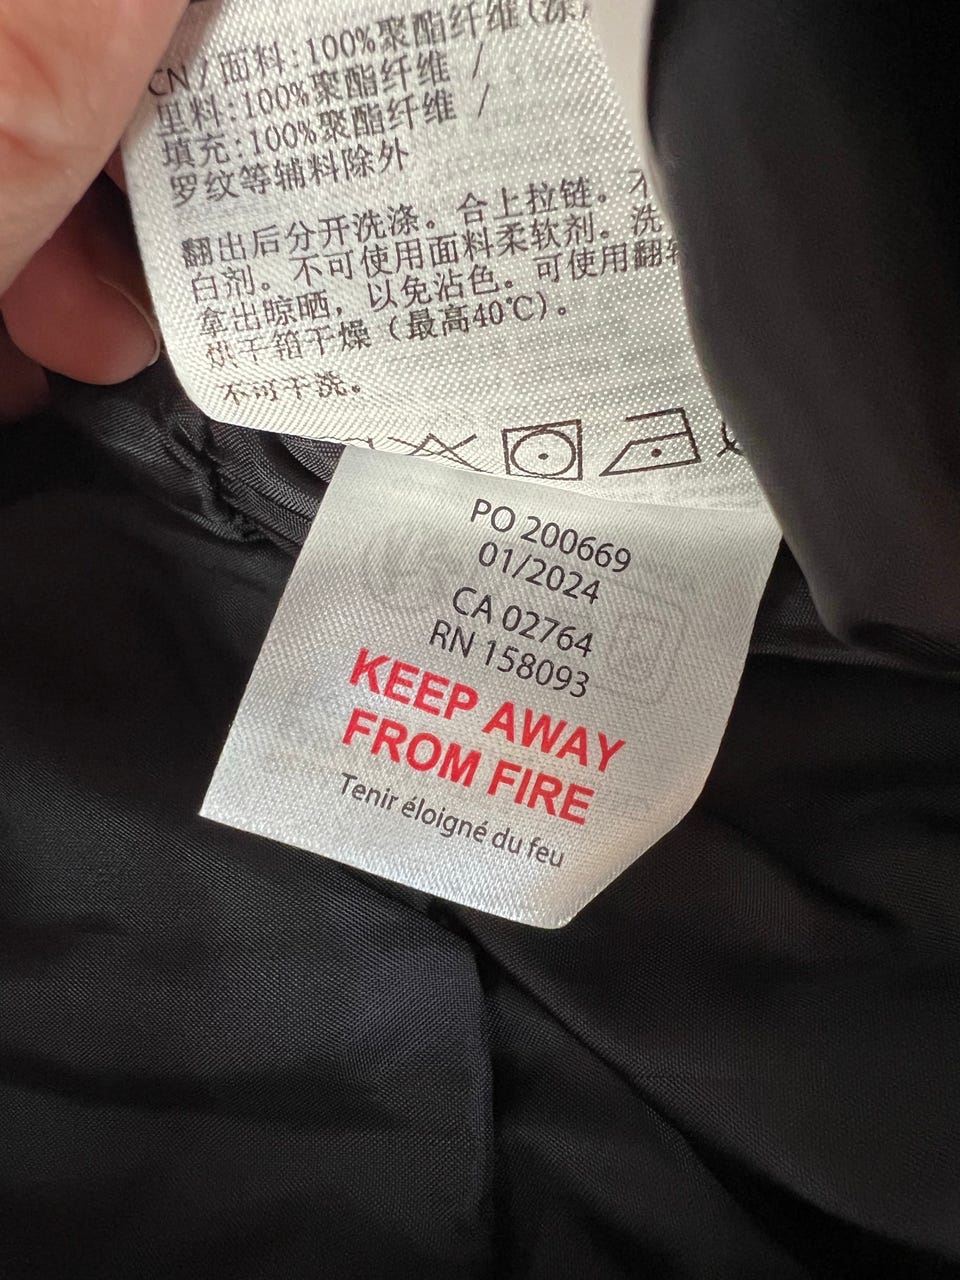 CN/面料:100%聚酯纤维(涂
里料:100%聚酯纤维 /
填充:100%聚酯纤维 /
罗纹等辅料除外
翻出后分开洗涤。合上拉链。不
白剂。不可使用面料柔软剂。洗
拿出晾晒，以免沾色。可使用翻转
烘干箱干燥（最高40℃）。
不可干洗。
PO 200669
01/2024
CA 02764
RN 158093
KEEP AWAY
FROM FIRE
Tenir éloigné du feu